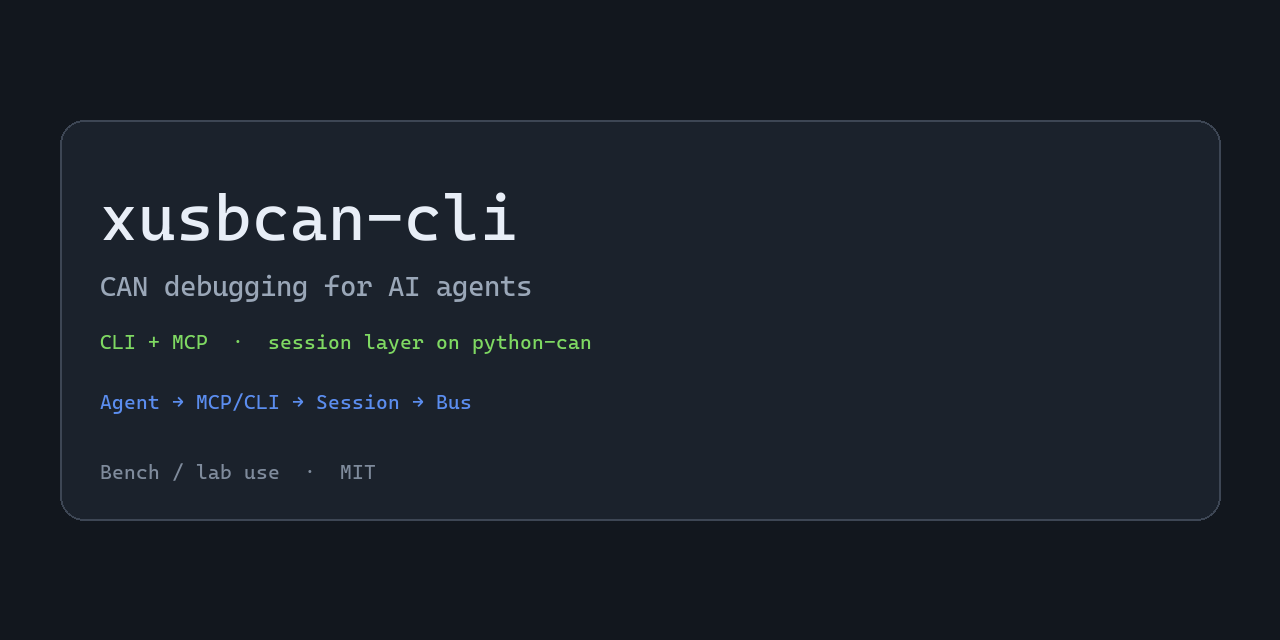 xusbcan-cli
CAN debugging for AI agents
CLI + MCP · session layer on python-can
Agent → MCP/CLI → Session → Bus
Bench / lab use · MIT